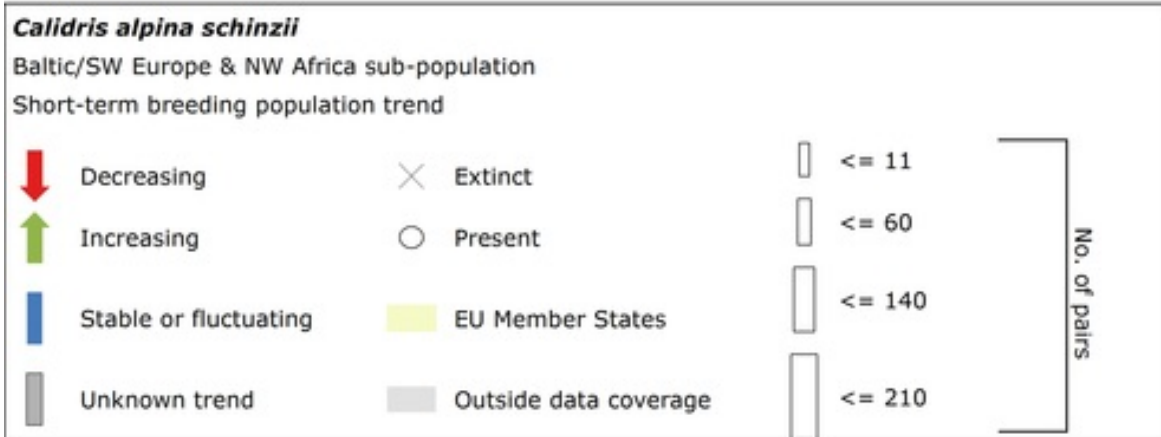 Calidris alpina schinzii
Baltic/SW Europe & NW Africa sub-population
Short-term breeding population trend
Decreasing
Extinct
<= 11
Increasing
Present
<= 60
Stable or fluctuating
EU Member States
<= 140
Unknown trend
Outside data coverage
<= 210
No. of pairs